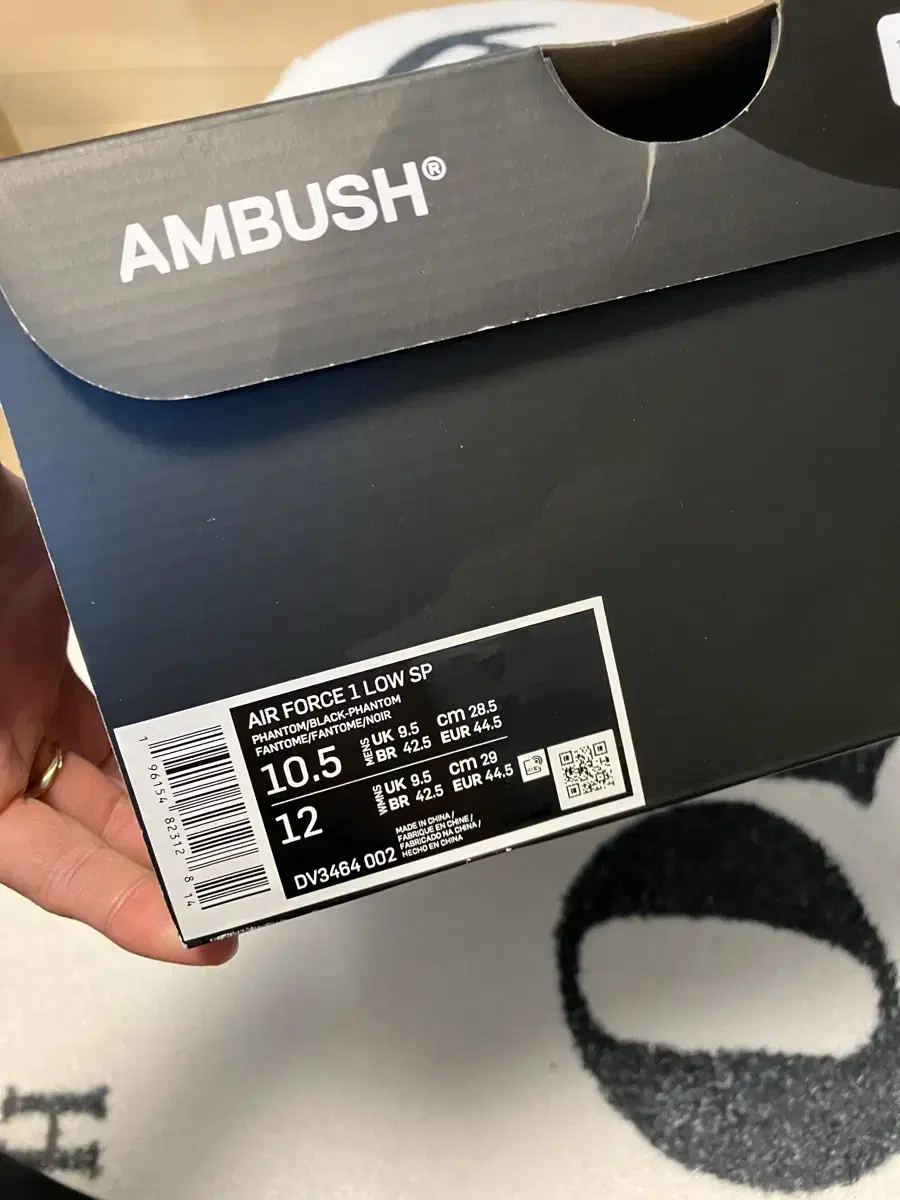 AMBUSH®
AIR FORCE 1 LOW SP
PHANTOM/BLACK-PHANTOM
FANTOME/FANTOME/NOIR
10.5 MENS UK 9.5 cm 28.5
BR 42.5 EUR 44.5
12 WMNS UK 9.5 cm 29
BR 42.5 EUR 44.5
MADE IN CHINA/
FABRIQUE EN CHINE/
FABRICADO NA CHINA/
HECHO EN CHINA
DV3464 002
1 96154 82312 8 14
H